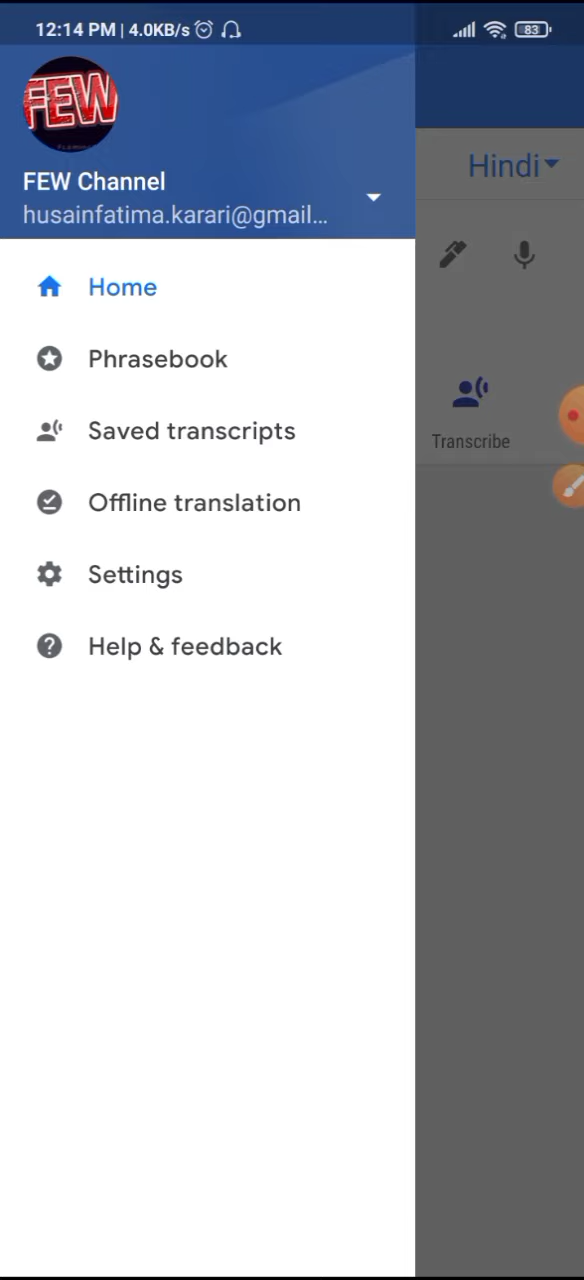 12:14 PM | 4.0KB/s
83
FEW
FEW Channel
husainfatima.karari@gmail...
Hindi
Home
Phrasebook
Saved transcripts
Transcribe
Offline translation
Settings
Help & feedback